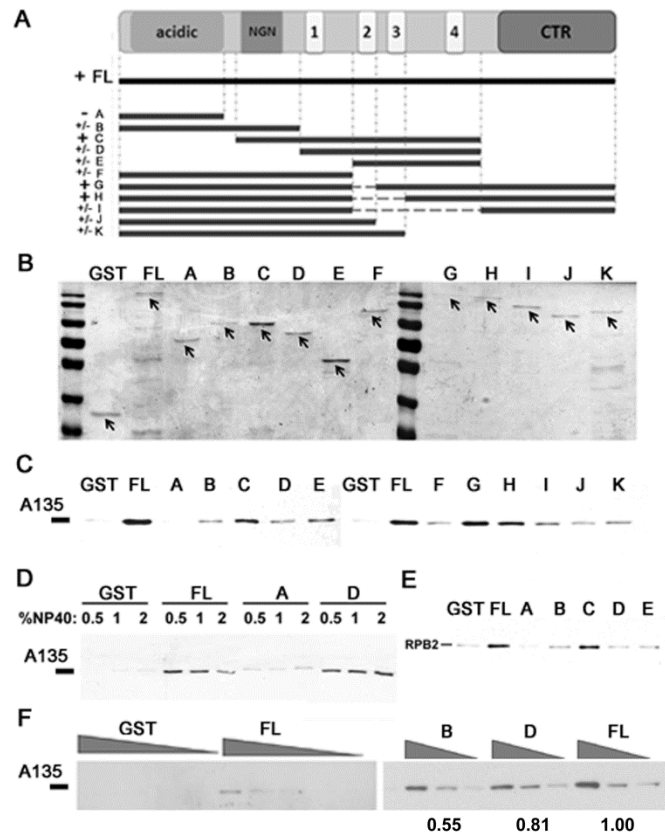 A
acidic NGN 1 2 3 4 CTR
+ FL
- A
+/- B
+ C
+/- D
+/- E
+/- F
+ G
+ H
+/- I
+/- J
+/- K
B
GST FL A B C D E F G H I J K
C
GST FL A B C D E GST FL F G H I J K
A135
D
GST FL A D
%NP40: 0.5 1 2 0.5 1 2 0.5 1 2 0.5 1 2
A135
E
GST FL A B C D E
RPB2
F
GST FL B D FL
A135
0.55 0.81 1.00